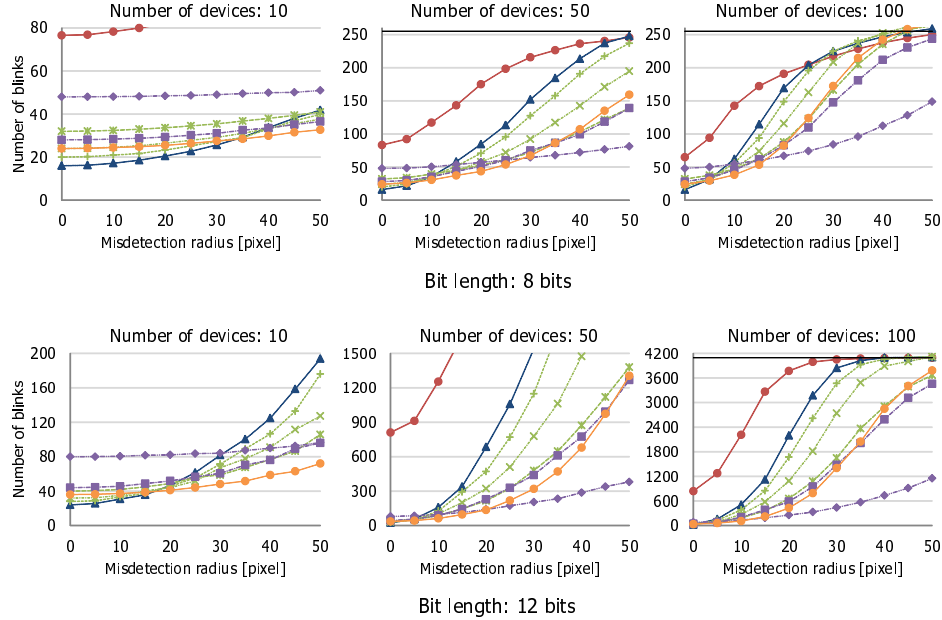 Number of devices: 10
Number of devices: 50
Number of devices: 100
Number of blinks
80
60
40
20
0
0 10 20 30 40 50
Misdetection radius [pixel]
250
200
150
100
50
0
0 10 20 30 40 50
Misdetection radius [pixel]
250
200
150
100
50
0
0 10 20 30 40 50
Misdetection radius [pixel]
Bit length: 8 bits
Number of devices: 10
Number of devices: 50
Number of devices: 100
Number of blinks
200
160
120
80
40
0
0 10 20 30 40 50
Misdetection radius [pixel]
1500
1200
900
600
300
0
0 10 20 30 40 50
Misdetection radius [pixel]
4200
3600
3000
2400
1800
1200
600
0
0 10 20 30 40 50
Misdetection radius [pixel]
Bit length: 12 bits